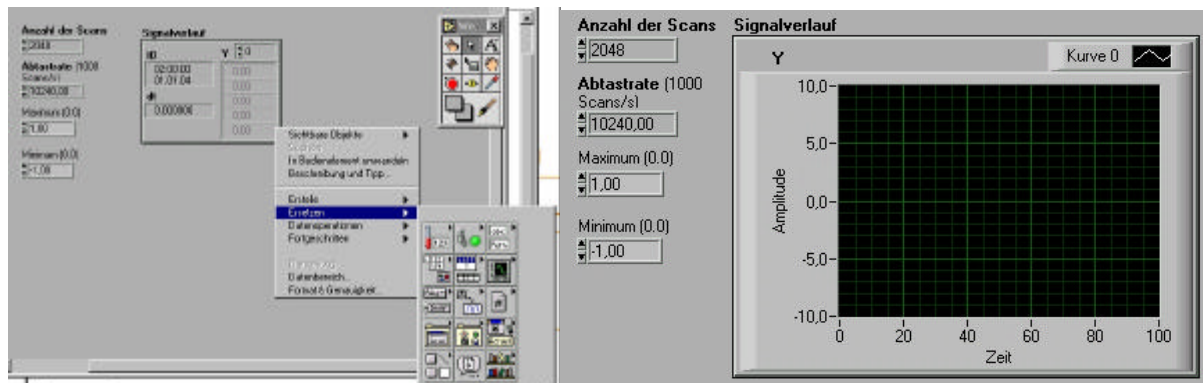 Anzahl der Scans
2048
Abtastrate (1000
Scans/s)
10240,00
Maximum (0.0)
1,00
Minimum (0.0)
-1,00
Signalverlauf
t0
Y
0
02:00:00
01.01.04
dt
0.000000
0.00
0.00
0.00
0.00
0.00
Sichtbare Objekte
In Bedienelement umwandeln
Beschreibung und Tipp...
Erstelle
Ersetzen
Datenoperationen
Fortgeschritten
Datenbereich...
Format & Genauigkeit...
Anzahl der Scans
2048
Abtastrate (1000
Scans/s)
10240,00
Maximum (0.0)
1,00
Minimum (0.0)
-1,00
Signalverlauf
Y
Kurve 0
10,0
5,0
0,0
-5,0
-10,0
Amplitude
0 20 40 60 80 100
Zeit